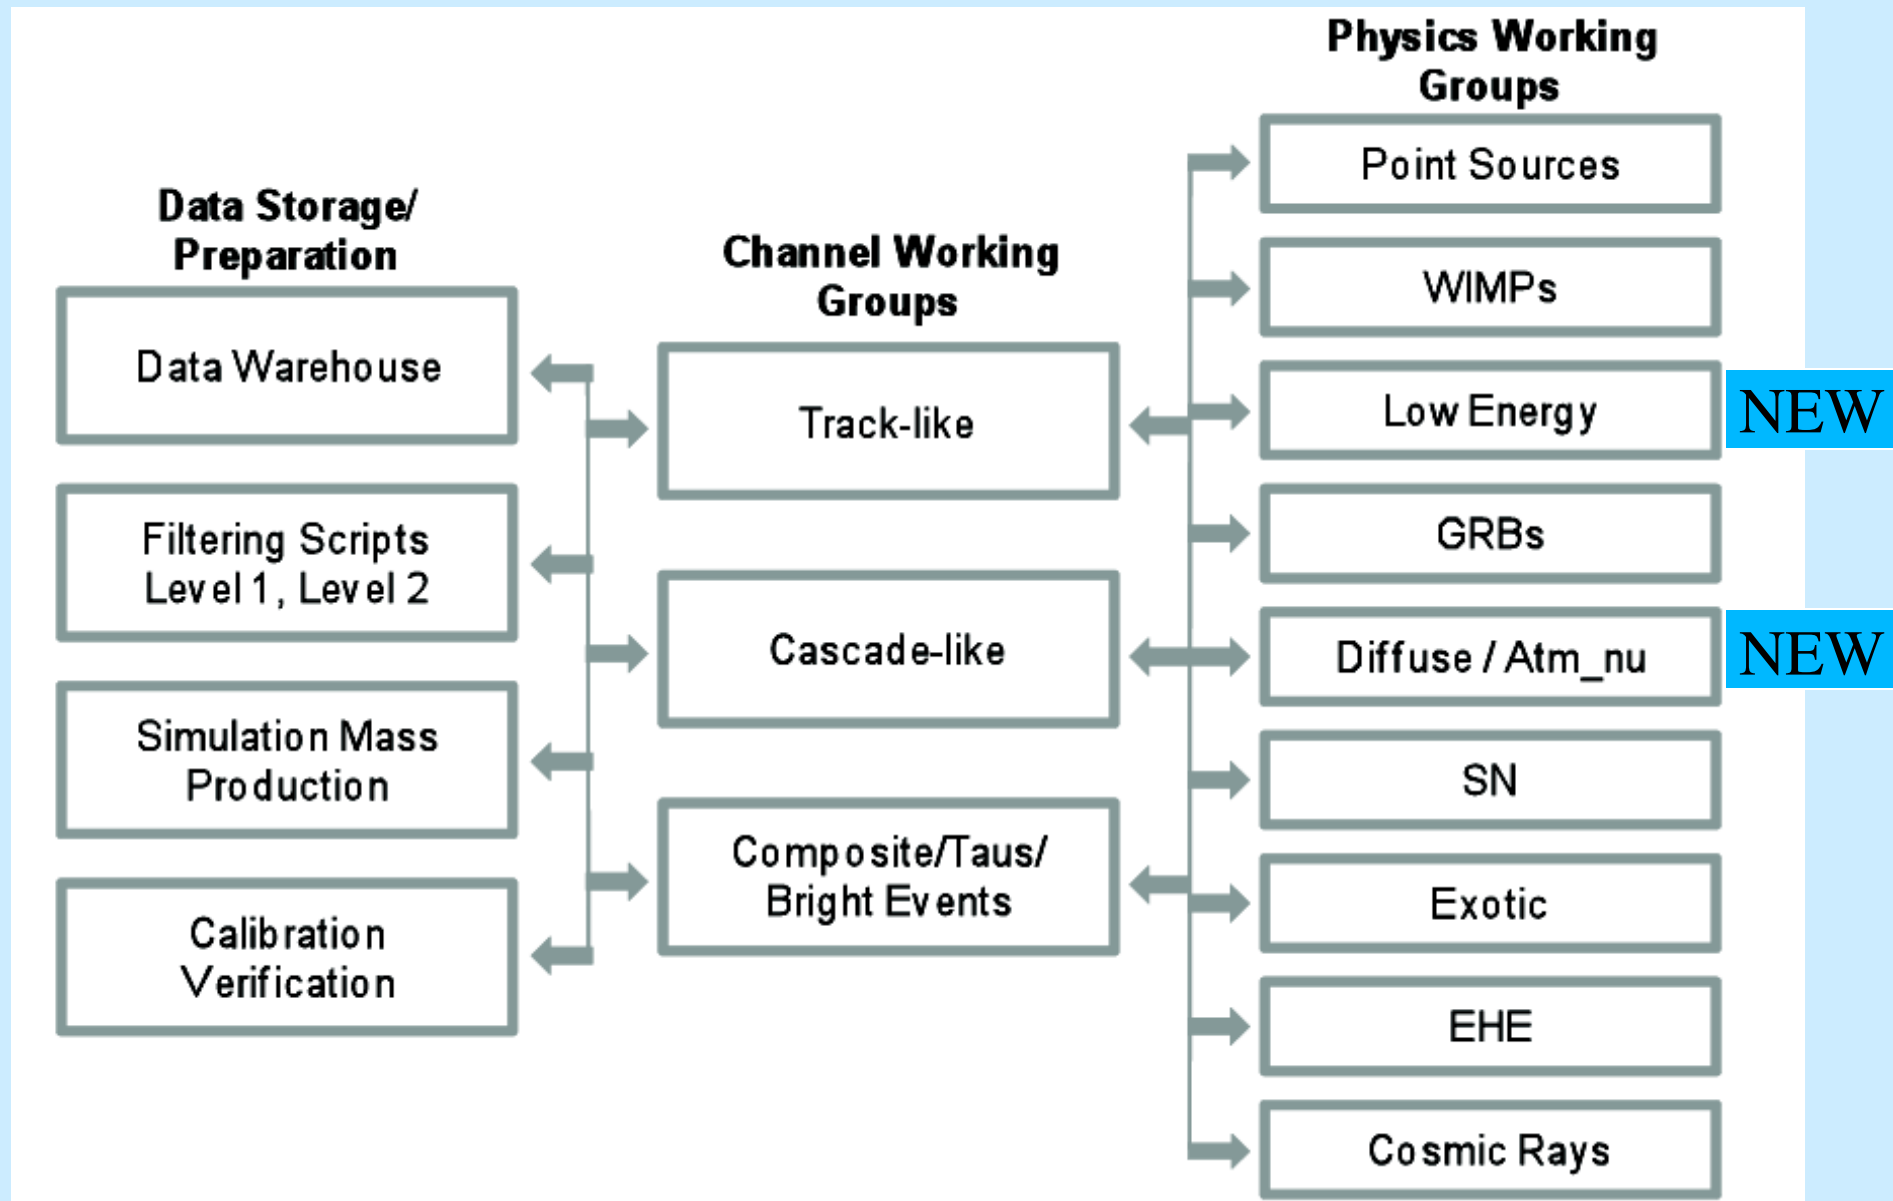 Data Storage/
Preparation
Data Warehouse
Filtering Scripts
Level 1, Level 2
Simulation Mass
Production
Calibration
Verification
Channel Working
Groups
Track-like
Cascade-like
Composite/Taus/
Bright Events
Physics Working
Groups
Point Sources
WIMPs
Low Energy
NEW
GRBs
Diffuse / Atm_nu
NEW
SN
Exotic
EHE
Cosmic Rays